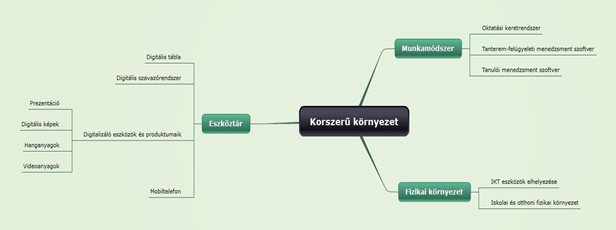 Korszerű környezet
Munkamódszer
Oktatási keretrendszer
Tanterem-felügyeleti menedzsment szoftver
Tanulói menedzsment szoftver
Fizikai környezet
IKT eszközök elhelyezése
Iskolai és otthoni fizikai környezet
Eszköztár
Digitális tábla
Digitális szavazórendszer
Digitalizáló eszközök és produktumaik
Prezentáció
Digitális képek
Hanganyagok
Videoanyagok
Mobiltelefon